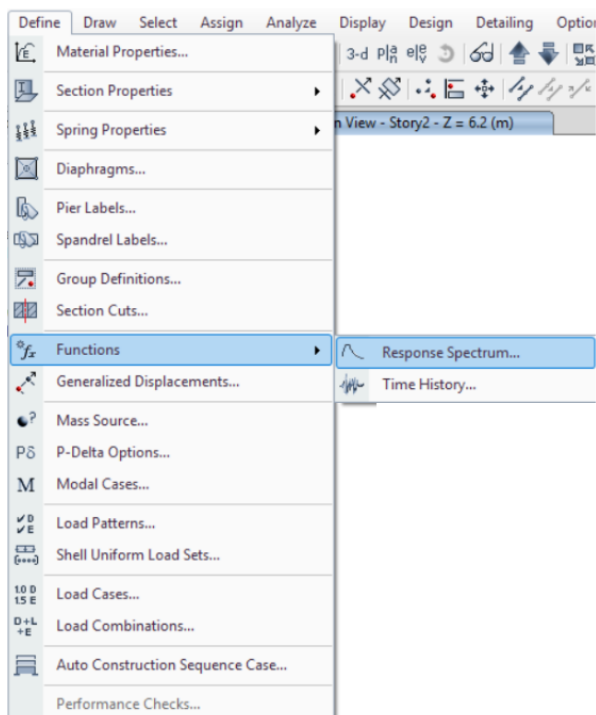 Define Draw Select Assign Analyze Display Design Detailing Option
Material Properties...
3-d
Section Properties
Spring Properties
n View - Story2 - Z = 6.2 (m)
Diaphragms...
Pier Labels...
Spandrel Labels...
Group Definitions...
Section Cuts...
Functions
Response Spectrum...
Generalized Displacements...
Time History...
Mass Source...
Pδ P-Delta Options...
M Modal Cases...
Load Patterns...
Shell Uniform Load Sets...
Load Cases...
Load Combinations...
Auto Construction Sequence Case...
Performance Checks...